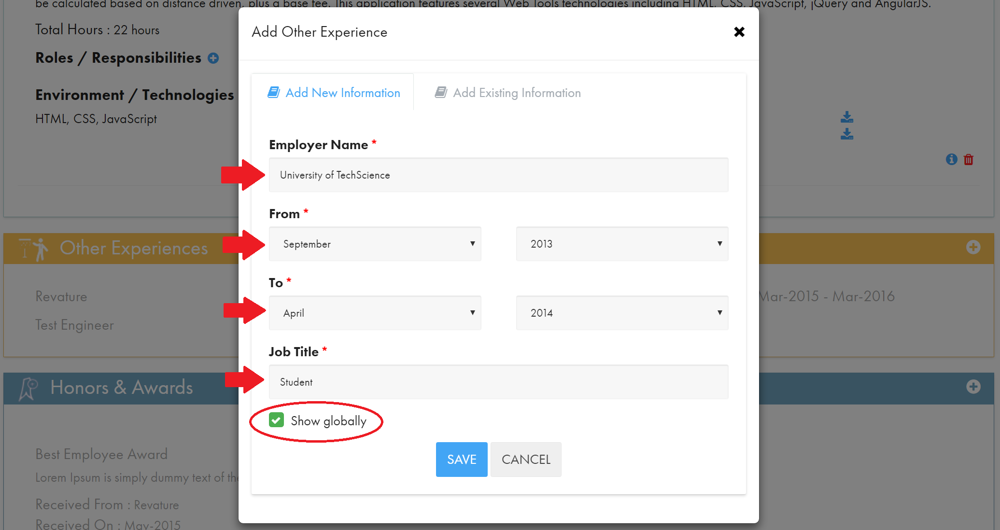 be calculated based on distance driven, plus a base fee. This application features several Web Tools technologies including HTML, CSS, JavaScript, jQuery and AngularJS.
Total Hours : 22 hours
Roles / Responsibilities
Environment / Technologies
HTML, CSS, JavaScript
Add Other Experience
Add New Information
Add Existing Information
Employer Name *
University of TechScience
From *
September
2013
To *
April
2014
Job Title *
Student
Show globally
SAVE
CANCEL
Other Experiences
Revature
Mar-2015 - Mar-2016
Test Engineer
Honors & Awards
Best Employee Award
Lorem Ipsum is simply dummy text of the
Received From : Revature
Received On : May-2015